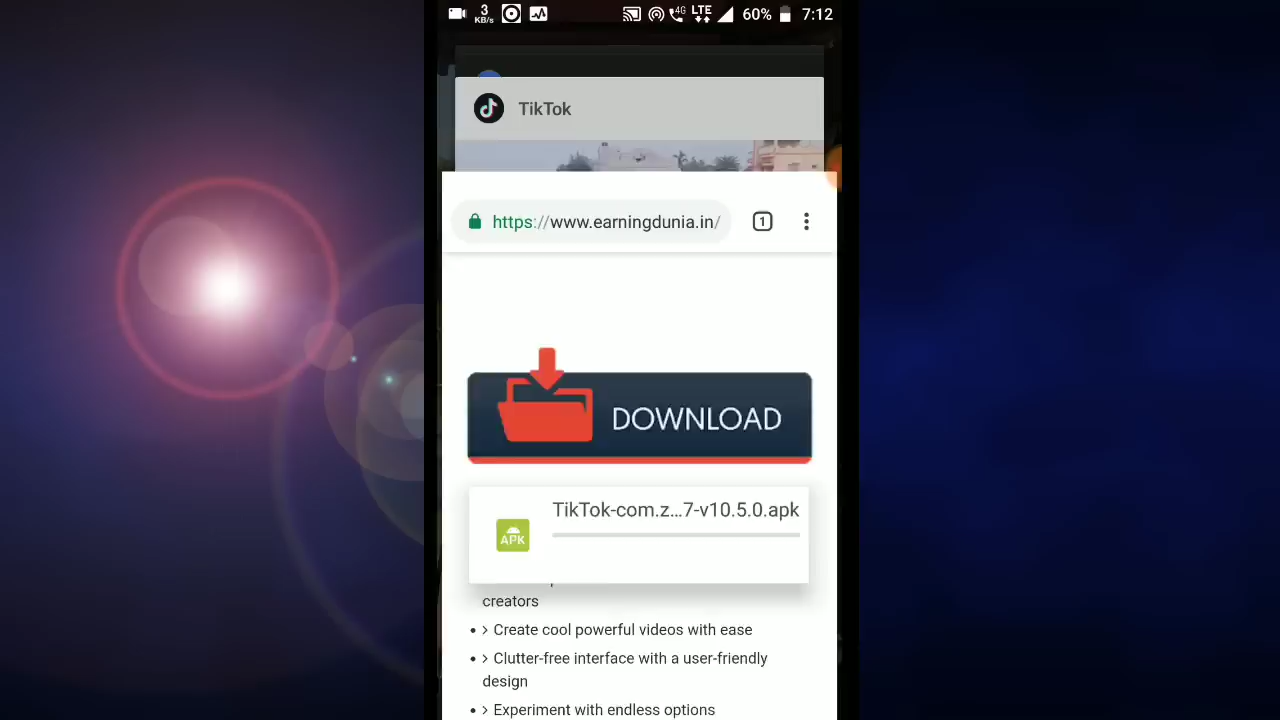 3
KB/s
4G
LTE
60%
7:12
TikTok
https://www.earningdunia.in/
1
DOWNLOAD
TikTok-com.z...7-v10.5.0.apk
APK
creators
• > Create cool powerful videos with ease
• > Clutter-free interface with a user-friendly
design
• > Experiment with endless options